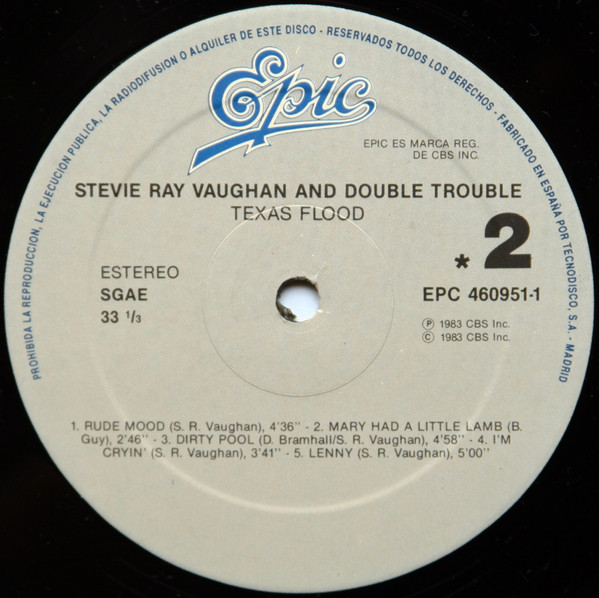 PROHIBIDA LA REPRODUCCION, LA EJECUCION PUBLICA, LA RADIODIFUSION O ALQUILER DE ESTE DISCO - RESERVADOS TODOS LOS DERECHOS - FABRICADO EN ESPAÑA POR TECNODISCO, S.A. - MADRID
Epic
EPIC ES MARCA REG.
DE CBS INC.
STEVIE RAY VAUGHAN AND DOUBLE TROUBLE
TEXAS FLOOD
* 2
ESTEREO
SGAE
EPC 460951-1
33 1/3
℗ 1983 CBS Inc.
© 1983 CBS Inc.
1. RUDE MOOD (S. R. Vaughan), 4'36'' - 2. MARY HAD A LITTLE LAMB (B.
Guy), 2'46'' - 3. DIRTY POOL (D. Bramhall/S. R. Vaughan), 4'58'' - 4. I'M
CRYIN' (S. R. Vaughan), 3'41'' - 5. LENNY (S. R. Vaughan), 5'00''